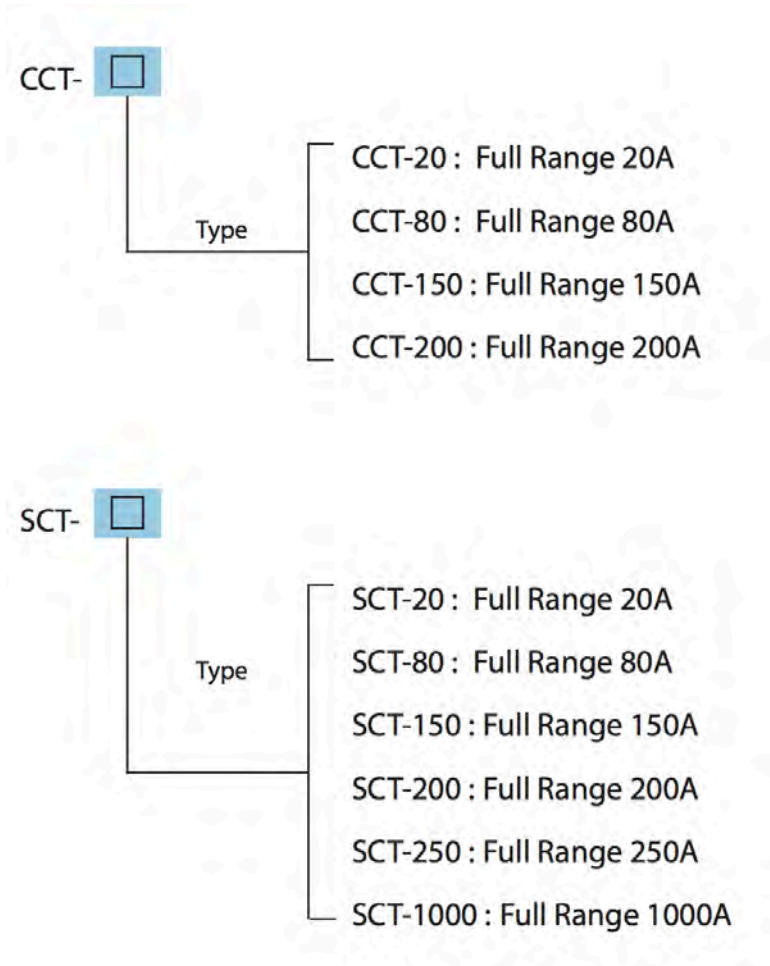 CCT- □
Type
CCT-20 : Full Range 20A
CCT-80 : Full Range 80A
CCT-150 : Full Range 150A
CCT-200 : Full Range 200A
SCT- □
Type
SCT-20 : Full Range 20A
SCT-80 : Full Range 80A
SCT-150 : Full Range 150A
SCT-200 : Full Range 200A
SCT-250 : Full Range 250A
SCT-1000 : Full Range 1000A